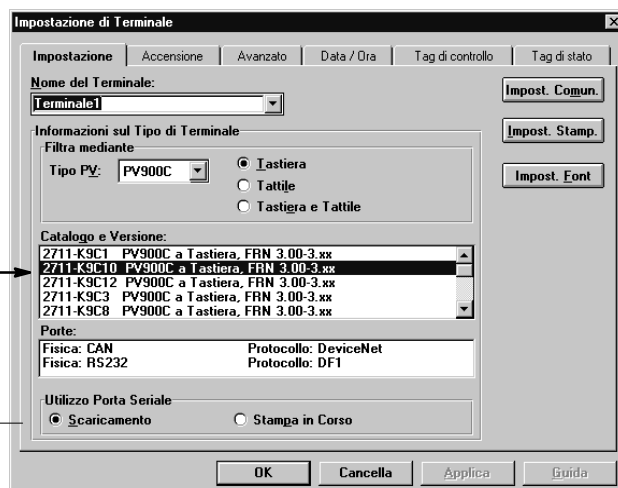 Impostazione di Terminale
Impostazione Accensione Avanzato Data / Ora Tag di controllo Tag di stato
Nome del Terminale:
Terminale1
Impost. Comun.
Informazioni sul Tipo di Terminale
Impost. Stamp.
Filtra mediante
Tipo PV: PV900C
Tastiera
Tattile
Tastiera e Tattile
Impost. Font
Catalogo e Versione:
2711-K9C1 PV900C a Tastiera, FRN 3.00-3.xx
2711-K9C10 PV900C a Tastiera, FRN 3.00-3.xx
2711-K9C12 PV900C a Tastiera, FRN 3.00-3.xx
2711-K9C3 PV900C a Tastiera, FRN 3.00-3.xx
2711-K9C8 PV900C a Tastiera, FRN 3.00-3.xx
Porte:
Fisica: CAN Protocollo: DeviceNet
Fisica: RS232 Protocollo: DF1
Utilizzo Porta Seriale
Scaricamento Stampa in Corso
OK Cancella Applica Guida